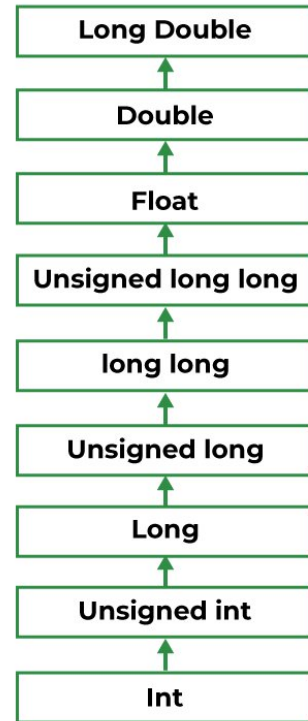 Long Double
Double
Float
Unsigned long long
long long
Unsigned long
Long
Unsigned int
Int